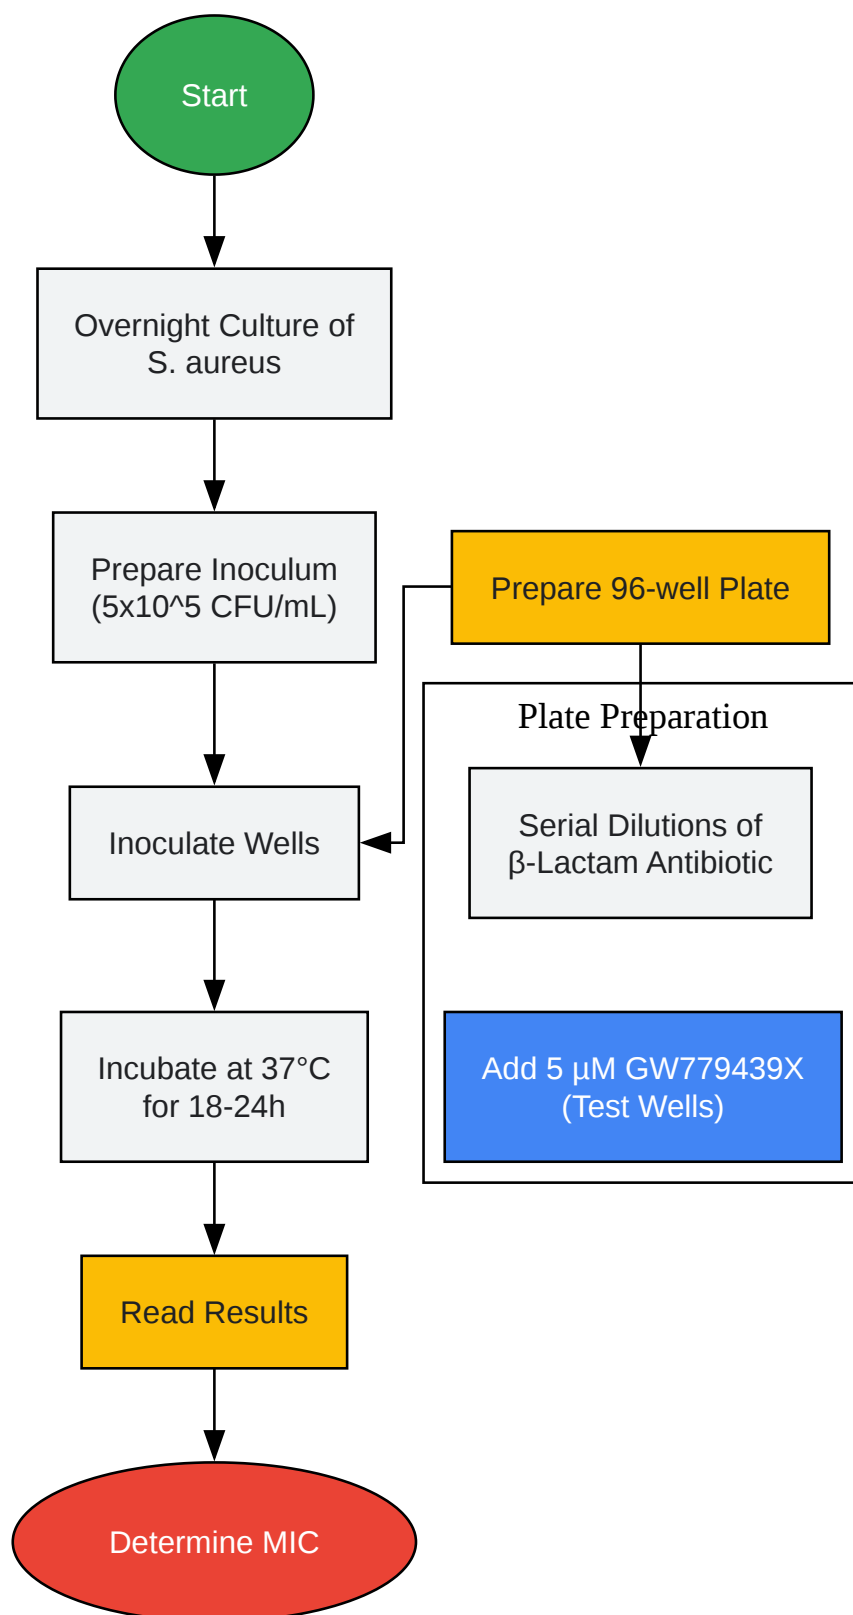 Start
Overnight Culture of
S. aureus
Prepare Inoculum
(5x10^5 CFU/mL)
Prepare 96-well Plate
Plate Preparation
Inoculate Wells
Serial Dilutions of
β-Lactam Antibiotic
Incubate at 37°C
for 18-24h
Add 5 µM GW779439X
(Test Wells)
Read Results
Determine MIC